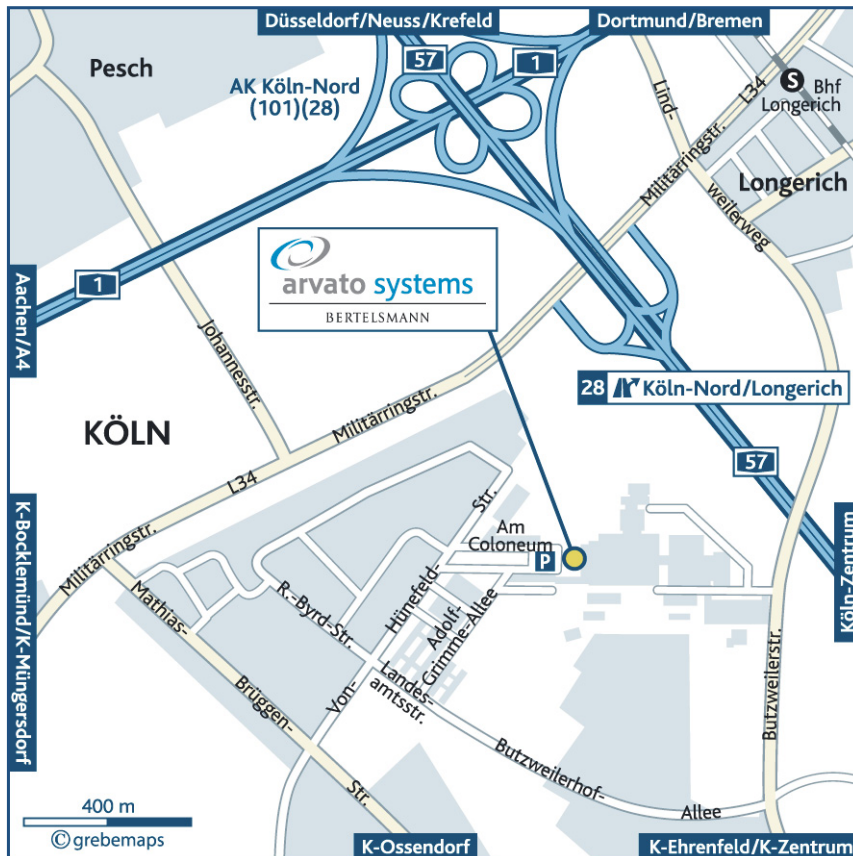 Düsseldorf/Neuss/Krefeld
Dortmund/Bremen
57
1
Pesch
AK Köln-Nord
(101)(28)
S
Bhf
Longerich
L34
Lind-
weilerweg
Militärringstr.
Longerich
arvato systems
BERTELSMANN
1
Aachen/A4
Johannesstr.
28 Köln-Nord/Longerich
KÖLN
Militärringstr.
L34
57
Str.
Am
Coloneum
P
K-Bocklemünd/K-Müngersdorf
Militärringstr.
Köln-Zentrum
Mathias-
R.-Byrd-Str.
Hünefeld-
Adolf-
Grimme-Allee
Brüggen-
Von-
Landes-
amtsstr.
Butzweilerstr.
Butzweilerhof-
Str.
Allee
400 m
©grebemaps
K-Ossendorf
K-Ehrenfeld/K-Zentrum